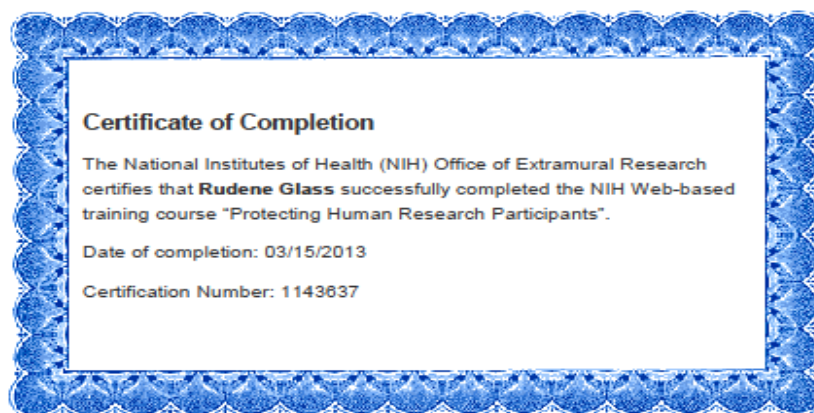 Certificate of Completion
The National Institutes of Health (NIH) Office of Extramural Research
certifies that Rudene Glass successfully completed the NIH Web-based
training course "Protecting Human Research Participants".
Date of completion: 03/15/2013
Certification Number: 1143637